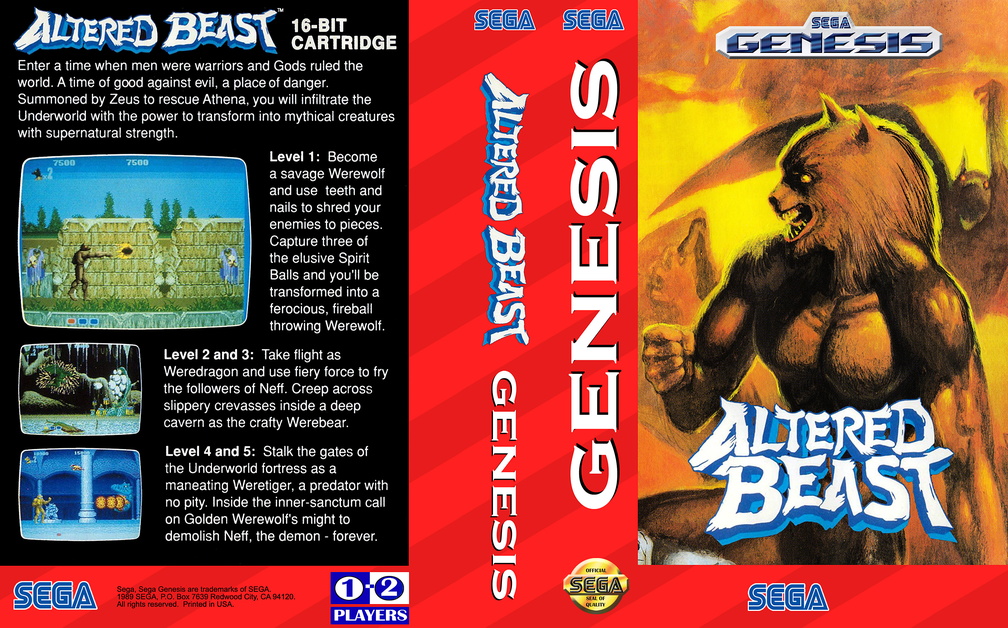 ALTERED BEAST™
16-BIT
CARTRIDGE
Enter a time when men were warriors and Gods ruled the
world. A time of good against evil, a place of danger.
Summoned by Zeus to rescue Athena, you will infiltrate the
Underworld with the power to transform into mythical creatures
with supernatural strength.
7500
7500
x2
Level 1: Become
a savage Werewolf
and use teeth and
nails to shred your
enemies to pieces.
Capture three of
the elusive Spirit
Balls and you'll be
transformed into a
ferocious, fireball
throwing Werewolf.
Level 2 and 3: Take flight as
Weredragon and use fiery force to fry
the followers of Neff. Creep across
slippery crevasses inside a deep
cavern as the crafty Werebear.
Level 4 and 5: Stalk the gates of
the Underworld fortress as a
maneating Weretiger, a predator with
no pity. Inside the inner-sanctum call
on Golden Werewolf's might to
demolish Neff, the demon - forever.
SEGA
Sega, Sega Genesis are trademarks of SEGA.
1989 SEGA, P.O. Box 7639 Redwood City, CA 94120.
All rights reserved. Printed in USA.
1-2
PLAYERS
SEGA
ALTERED BEAST
GENESIS
SEGA
GENESIS
OFFICIAL
SEGA
SEAL OF
QUALITY
SEGA
GENESIS
ALTERED
BEAST
SEGA